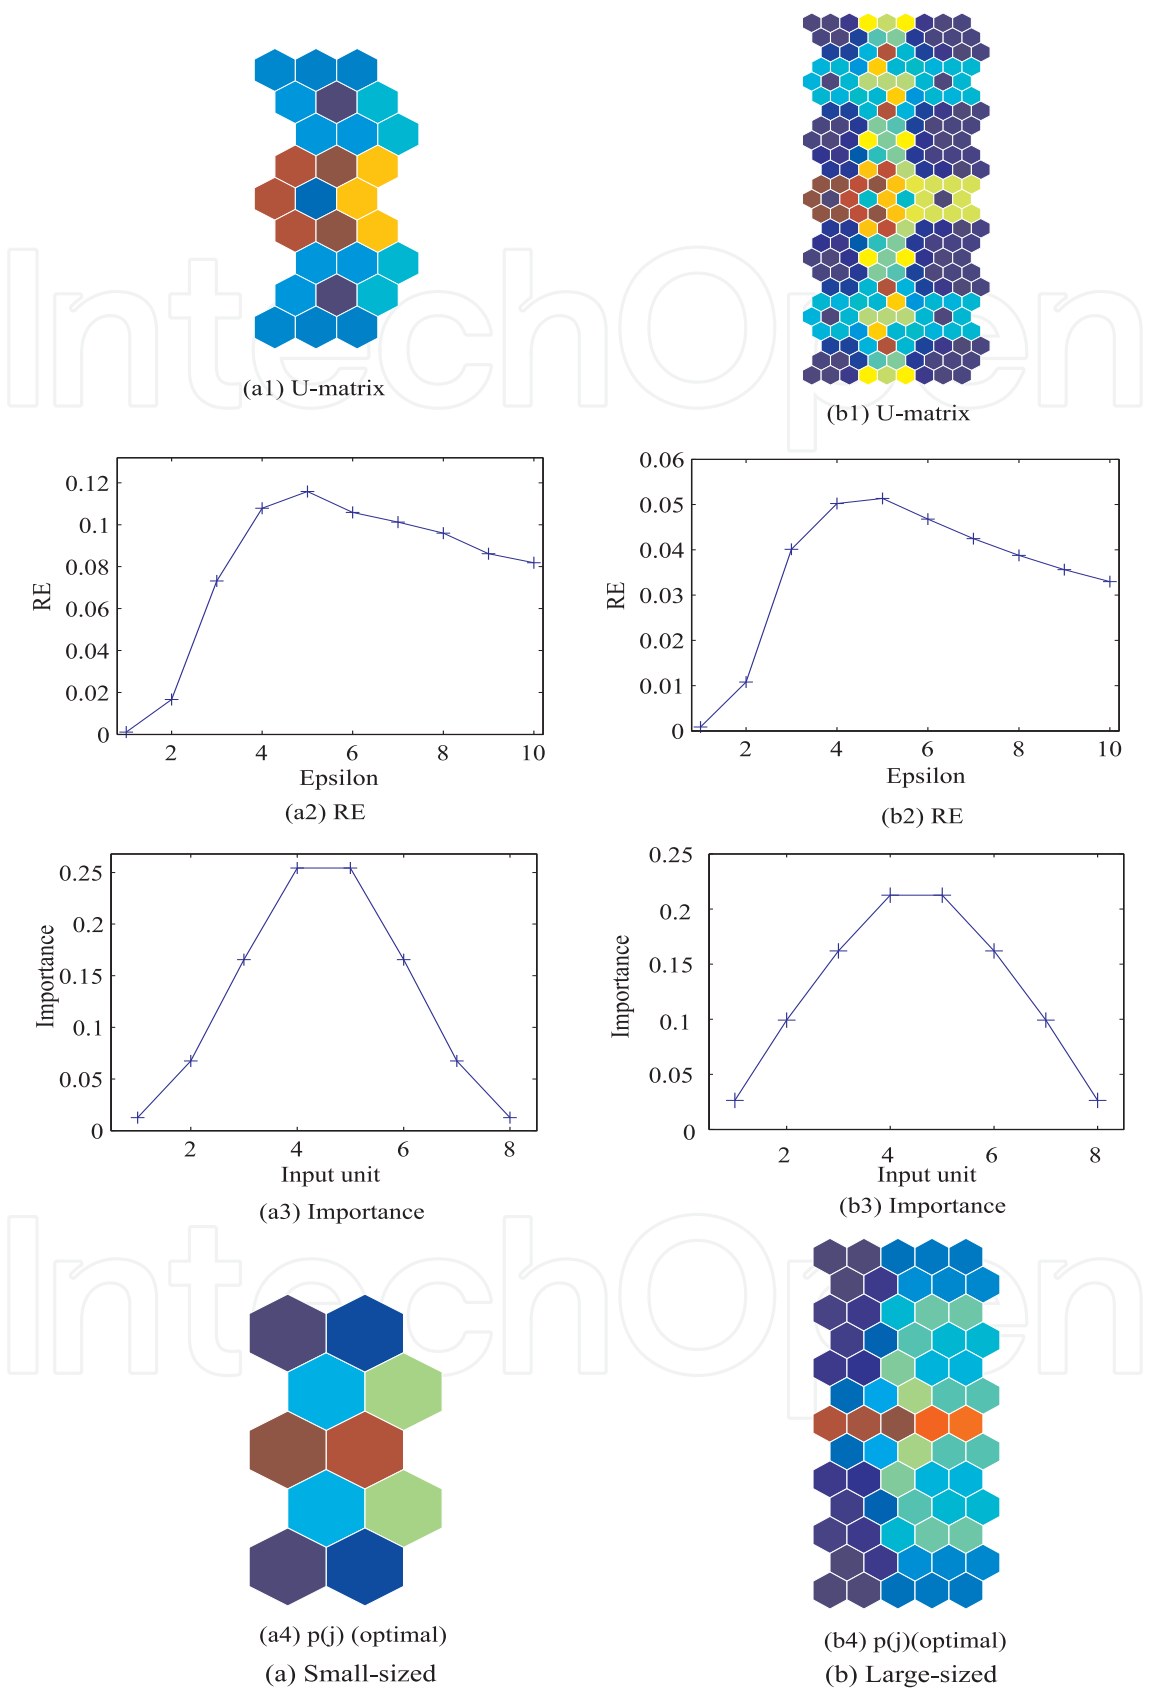 IntechOpen
(a1) U-matrix
(b1) U-matrix
0.12
0.1
0.08
0.06
0.04
0.02
0
RE
2 4 6 8 10
Epsilon
(a2) RE
0.06
0.05
0.04
0.03
0.02
0.01
0
RE
2 4 6 8 10
Epsilon
(b2) RE
0.25
0.2
0.15
0.1
0.05
0
Importance
2 4 6 8
Input unit
(a3) Importance
0.25
0.2
0.15
0.1
0.05
0
Importance
2 4 6 8
Input unit
(b3) Importance
IntechOpen
(a4) p(j) (optimal)
(a) Small-sized
(b4) p(j)(optimal)
(b) Large-sized